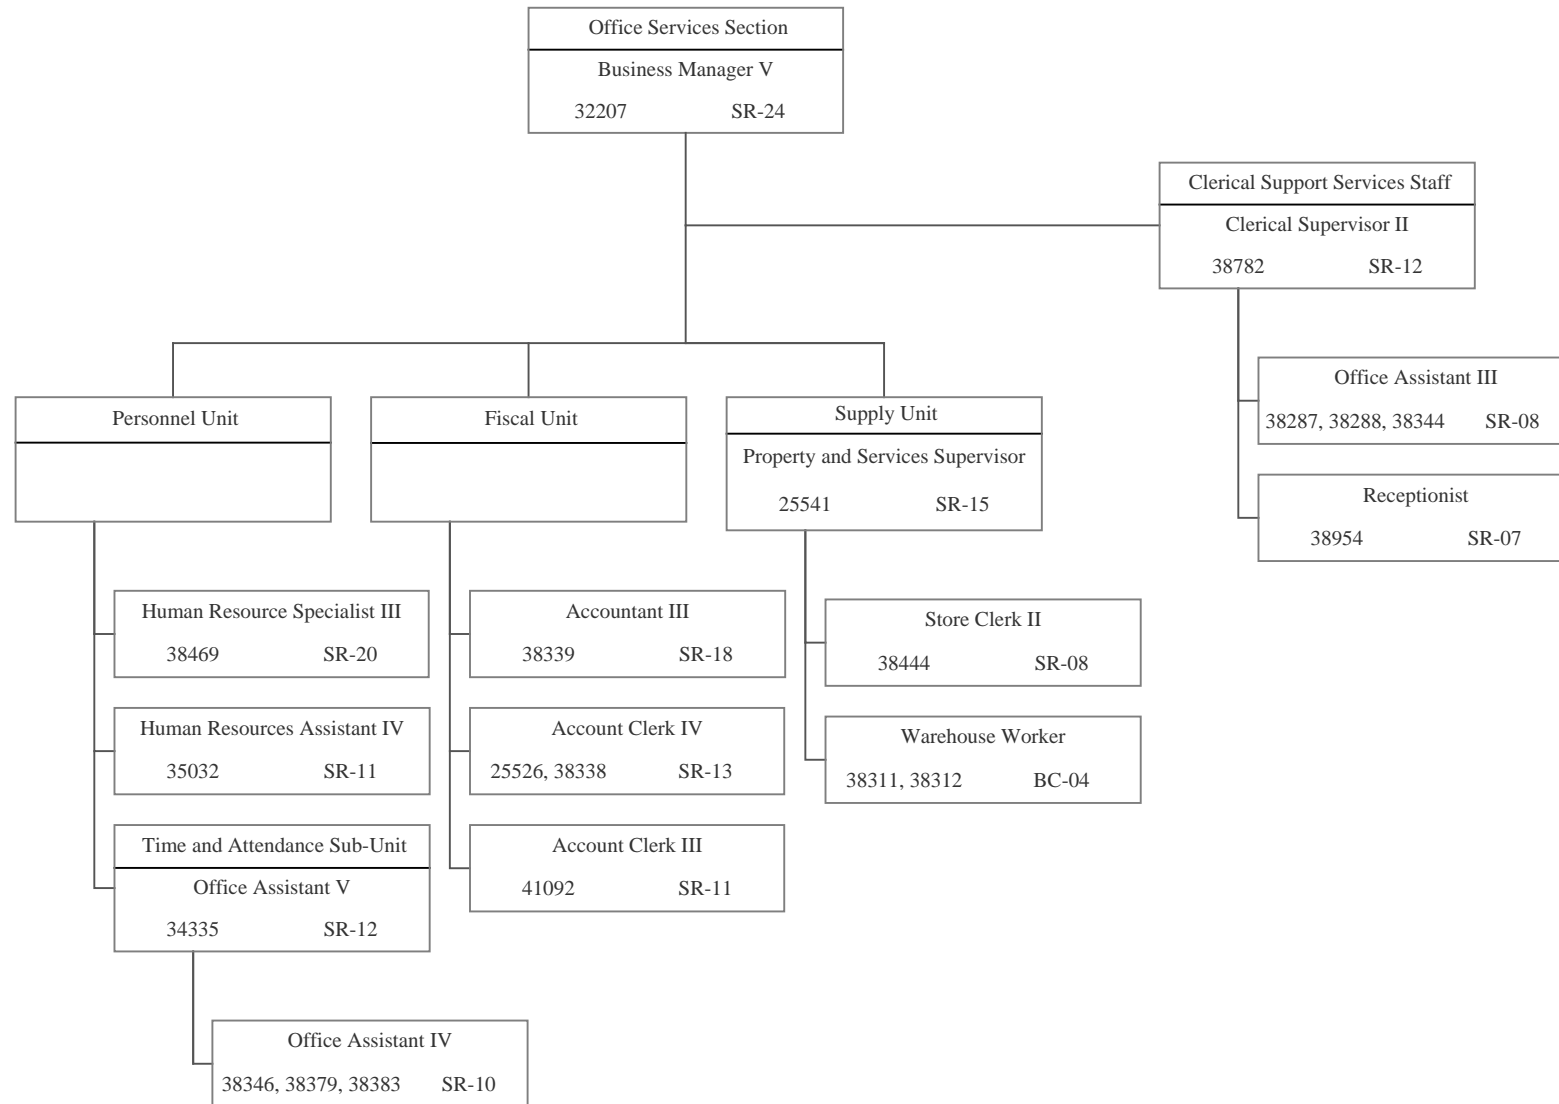 Office Services Section
Business Manager V
32207 SR-24
Clerical Support Services Staff
Clerical Supervisor II
38782 SR-12
Office Assistant III
38287, 38288, 38344 SR-08
Receptionist
38954 SR-07
Personnel Unit
Human Resource Specialist III
38469 SR-20
Human Resources Assistant IV
35032 SR-11
Time and Attendance Sub-Unit
Office Assistant V
34335 SR-12
Office Assistant IV
38346, 38379, 38383 SR-10
Fiscal Unit
Accountant III
38339 SR-18
Account Clerk IV
25526, 38338 SR-13
Account Clerk III
41092 SR-11
Supply Unit
Property and Services Supervisor
25541 SR-15
Store Clerk II
38444 SR-08
Warehouse Worker
38311, 38312 BC-04